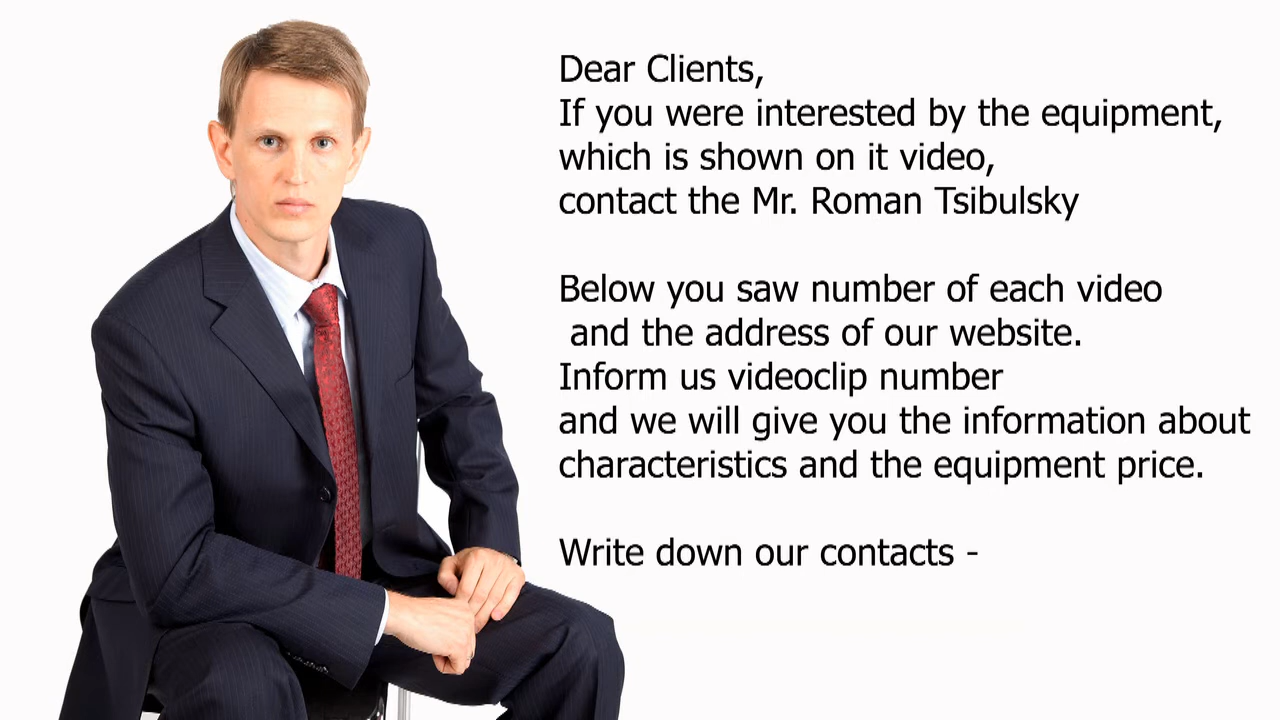 Dear Clients,
If you were interested by the equipment,
which is shown on it video,
contact the Mr. Roman Tsibulsky
Below you saw number of each video
and the address of our website.
Inform us videoclip number
and we will give you the information about
characteristics and the equipment price.
Write down our contacts -